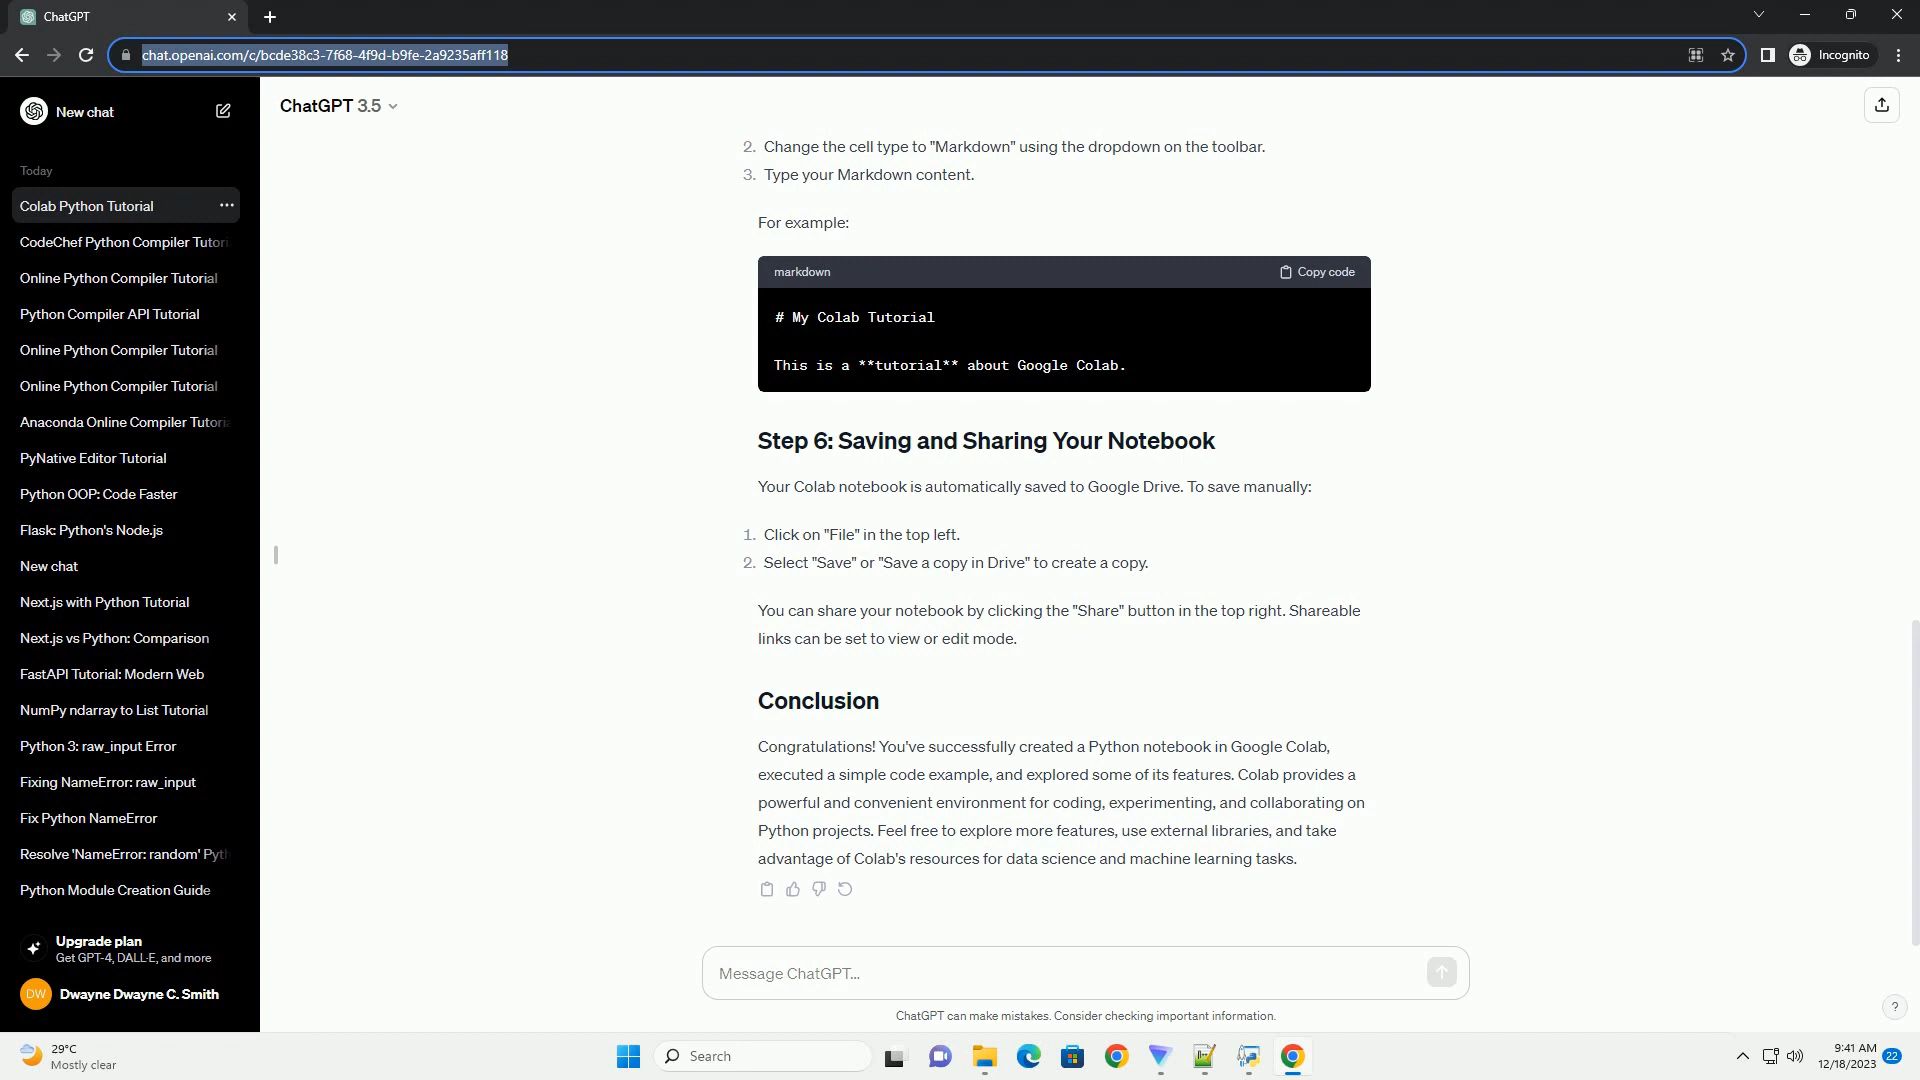 ChatGPT
chat.openai.com/c/bcde38c3-7f68-4f9d-b9fe-2a9235aff118
Incognito
New chat
Today
Colab Python Tutorial
CodeChef Python Compiler Tutori
Online Python Compiler Tutorial
Python Compiler API Tutorial
Online Python Compiler Tutorial
Online Python Compiler Tutorial
Anaconda Online Compiler Tutoria
PyNative Editor Tutorial
Python OOP: Code Faster
Flask: Python's Node.js
New chat
Next.js with Python Tutorial
Next.js vs Python: Comparison
FastAPI Tutorial: Modern Web
NumPy ndarray to List Tutorial
Python 3: raw_input Error
Fixing NameError: raw_input
Fix Python NameError
Resolve 'NameError: random' Pyth
Python Module Creation Guide
Upgrade plan
Get GPT-4, DALL·E, and more
DW
Dwayne Dwayne C. Smith
ChatGPT 3.5
2. Change the cell type to "Markdown" using the dropdown on the toolbar.
3. Type your Markdown content.
For example:
markdown
Copy code
# My Colab Tutorial
This is a **tutorial** about Google Colab.
Step 6: Saving and Sharing Your Notebook
Your Colab notebook is automatically saved to Google Drive. To save manually:
1. Click on "File" in the top left.
2. Select "Save" or "Save a copy in Drive" to create a copy.
You can share your notebook by clicking the "Share" button in the top right. Shareable
links can be set to view or edit mode.
Conclusion
Congratulations! You've successfully created a Python notebook in Google Colab,
executed a simple code example, and explored some of its features. Colab provides a
powerful and convenient environment for coding, experimenting, and collaborating on
Python projects. Feel free to explore more features, use external libraries, and take
advantage of Colab's resources for data science and machine learning tasks.
Message ChatGPT...
ChatGPT can make mistakes. Consider checking important information.
?
29°C
Mostly clear
Search
9:41 AM
12/18/2023
22